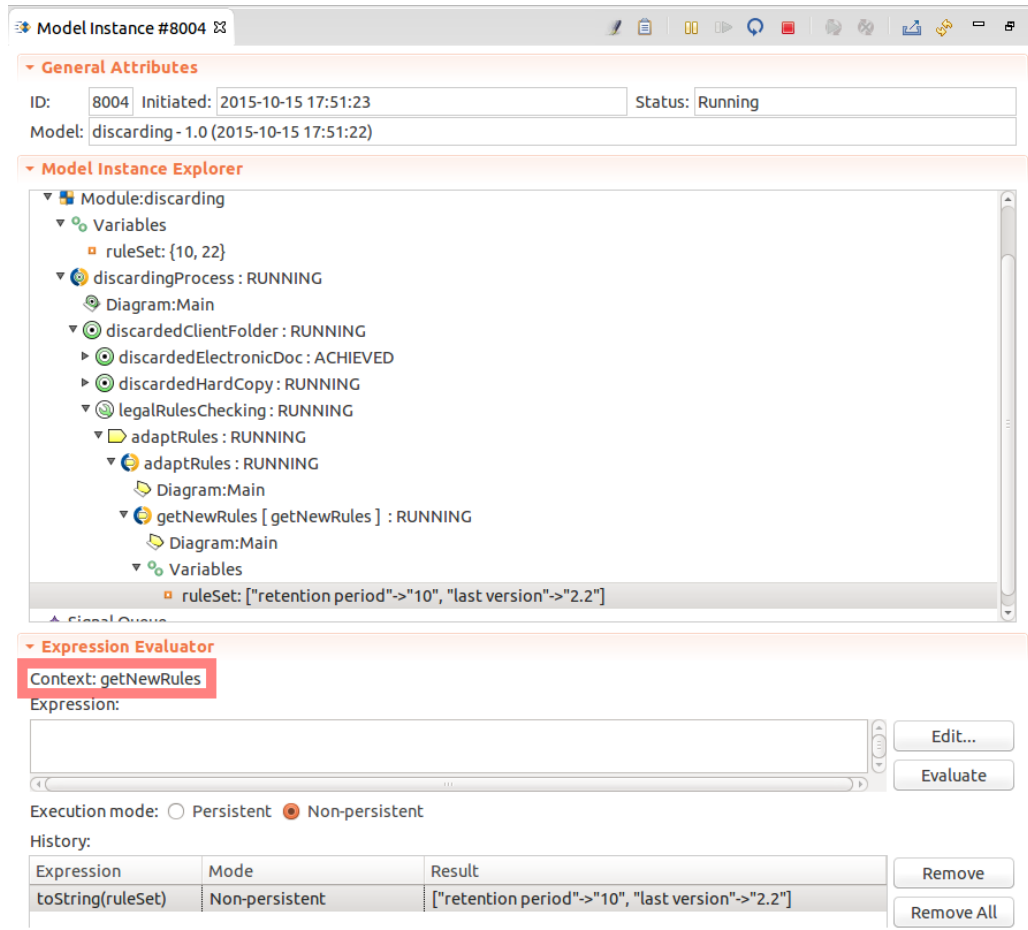 Model Instance #8004
General Attributes
ID: 8004 Initiated: 2015-10-15 17:51:23 Status: Running
Model: discarding - 1.0 (2015-10-15 17:51:22)
Model Instance Explorer
Module:discarding
Variables
ruleSet: {10, 22}
discardingProcess : RUNNING
Diagram:Main
discardedClientFolder : RUNNING
discardedElectronicDoc : ACHIEVED
discardedHardCopy : RUNNING
legalRulesChecking : RUNNING
adaptRules : RUNNING
adaptRules : RUNNING
Diagram:Main
getNewRules [ getNewRules ] : RUNNING
Diagram:Main
Variables
ruleSet: ["retention period"->"10", "last version"->"2.2"]
Signal Queue
Expression Evaluator
Context: getNewRules
Expression:
Edit...
Evaluate
Execution mode: Persistent Non-persistent
History:
Expression Mode Result Remove
toString(ruleSet) Non-persistent ["retention period"->"10", "last version"->"2.2"]
Remove All